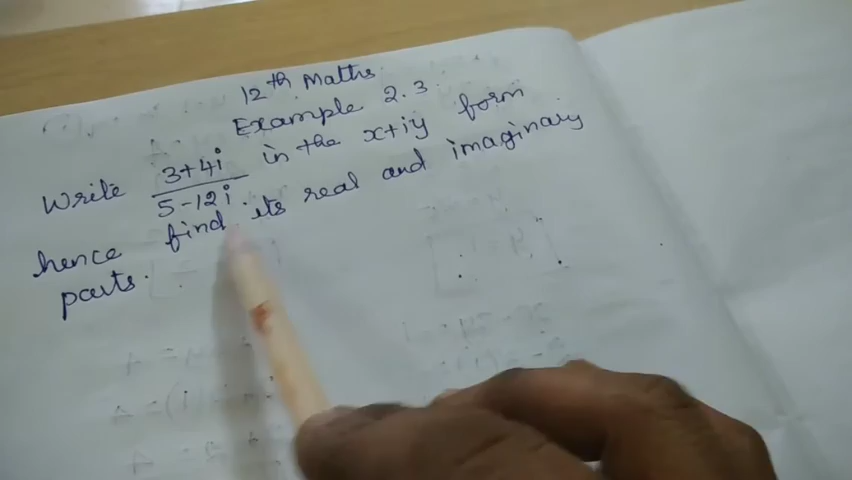 12th Maths
Example 2.3.
Write 3+4i / 5-12i. in the x+iy form
hence find its real and imaginary
parts.